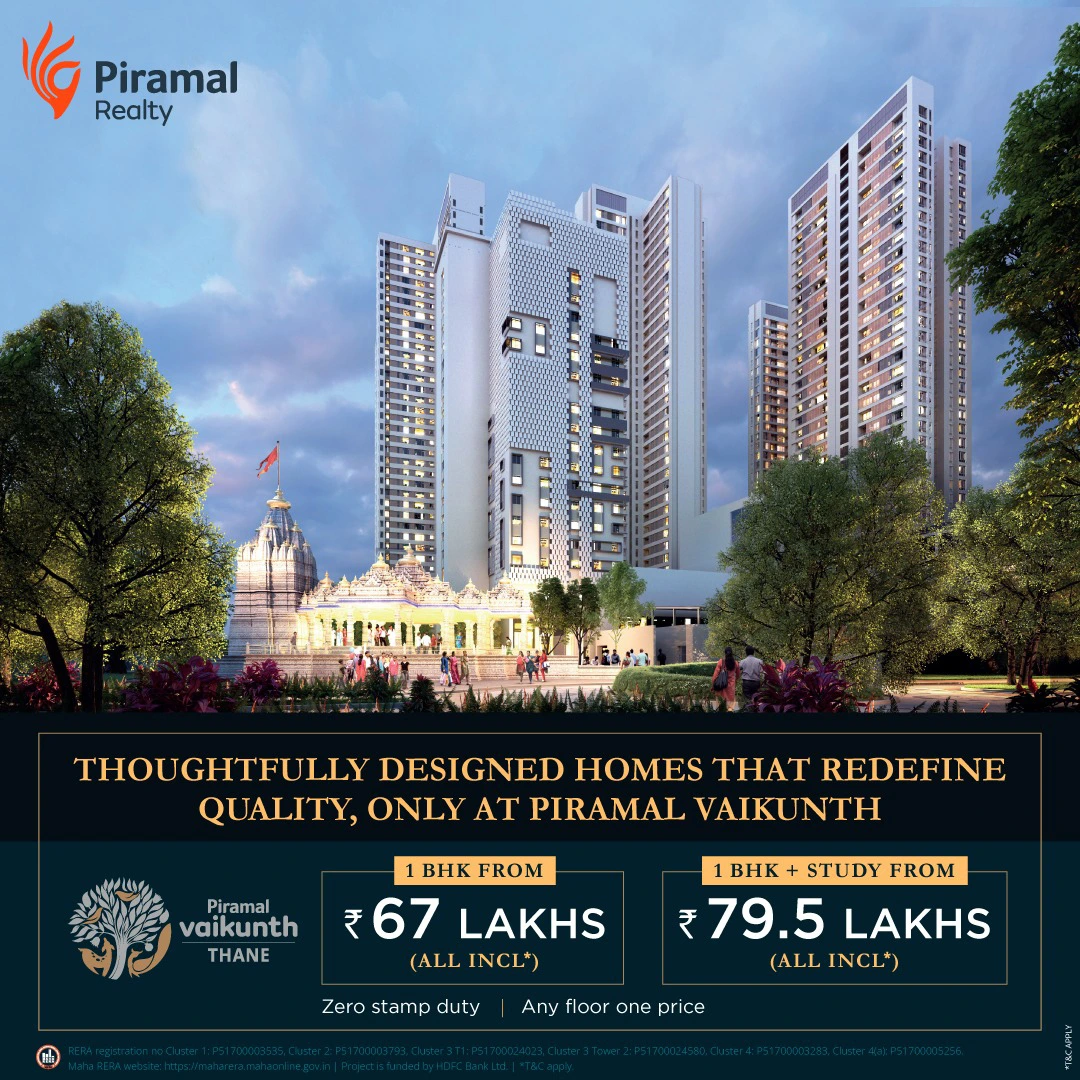 Piramal
Realty
THOUGHTFULLY DESIGNED HOMES THAT REDEFINE
QUALITY, ONLY AT PIRAMAL VAIKUNTH
Piramal
vaikunth
THANE
1 BHK FROM
₹ 67 LAKHS
(ALL INCL*)
1 BHK + STUDY FROM
₹ 79.5 LAKHS
(ALL INCL*)
Zero stamp duty | Any floor one price
RERA registration no Cluster 1: P51700003535, Cluster 2: P51700003793, Cluster 3 T1: P51700024023, Cluster 3 Tower 2: P51700024580, Cluster 4: P51700003283, Cluster 4(a): P51700005256.
Maha RERA website: https://maharera.mahaonline.gov.in | Project is funded by HDFC Bank Ltd. | *T&C apply.
*T&C APPLY